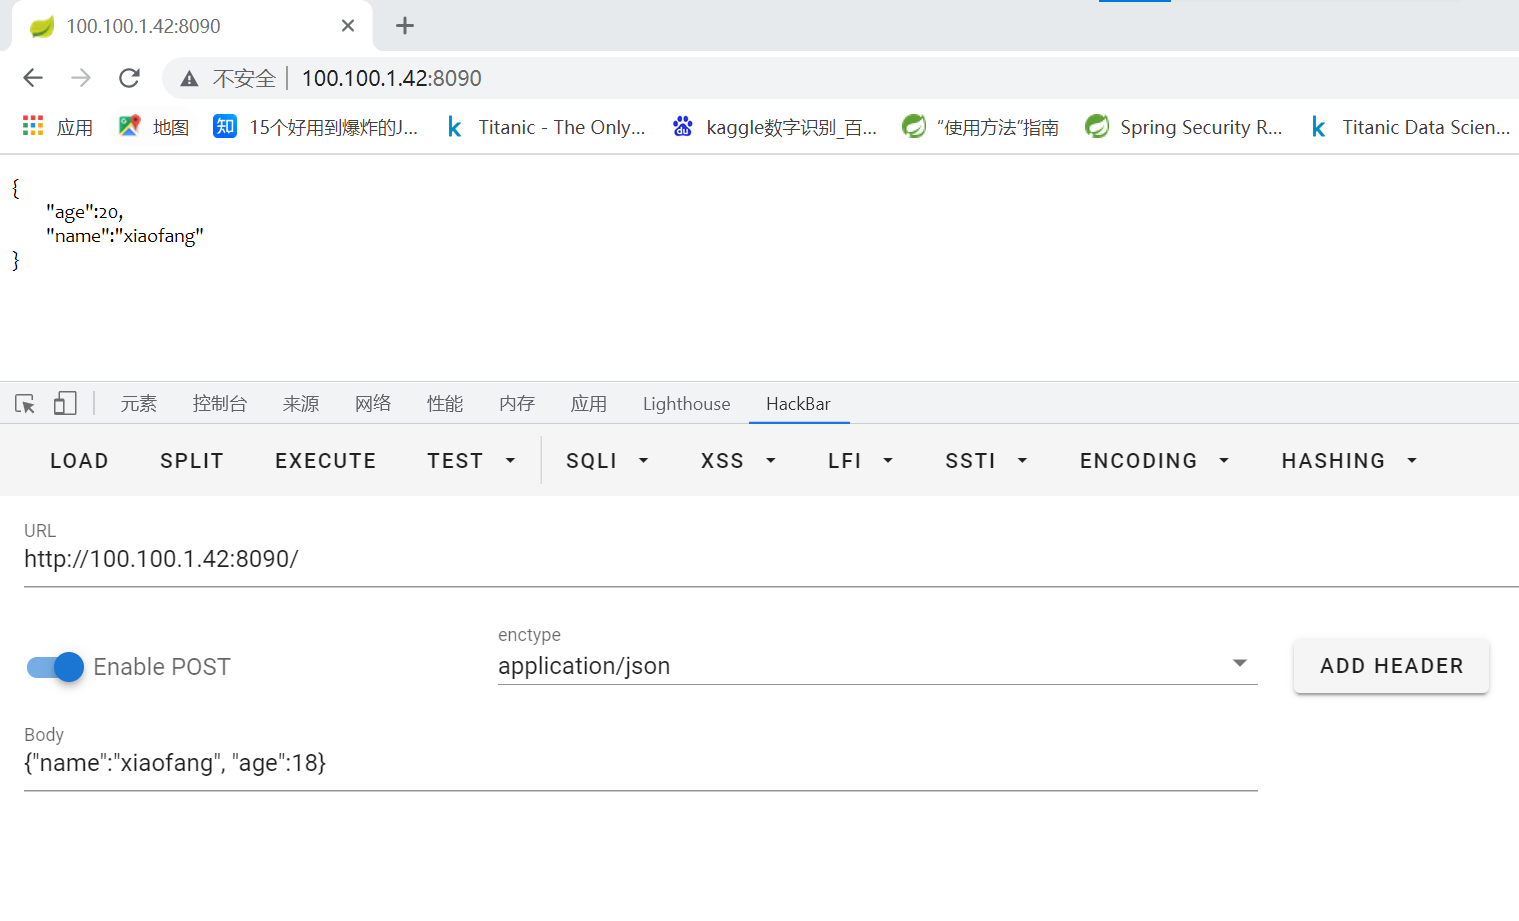 100.100.1.42:8090
不安全 100.100.1.42:8090
应用 地图 知 15个好用到爆炸的J... k Titanic - The Only... du kaggle数字识别_百... “使用方法”指南 Spring Security R... k Titanic Data Scien...
{
"age":20,
"name":"xiaofang"
}
元素 控制台 来源 网络 性能 内存 应用 Lighthouse HackBar
LOAD SPLIT EXECUTE TEST SQLI XSS LFI SSTI ENCODING HASHING
URL
http://100.100.1.42:8090/
enctype
Enable POST application/json ADD HEADER
Body
{"name":"xiaofang", "age":18}